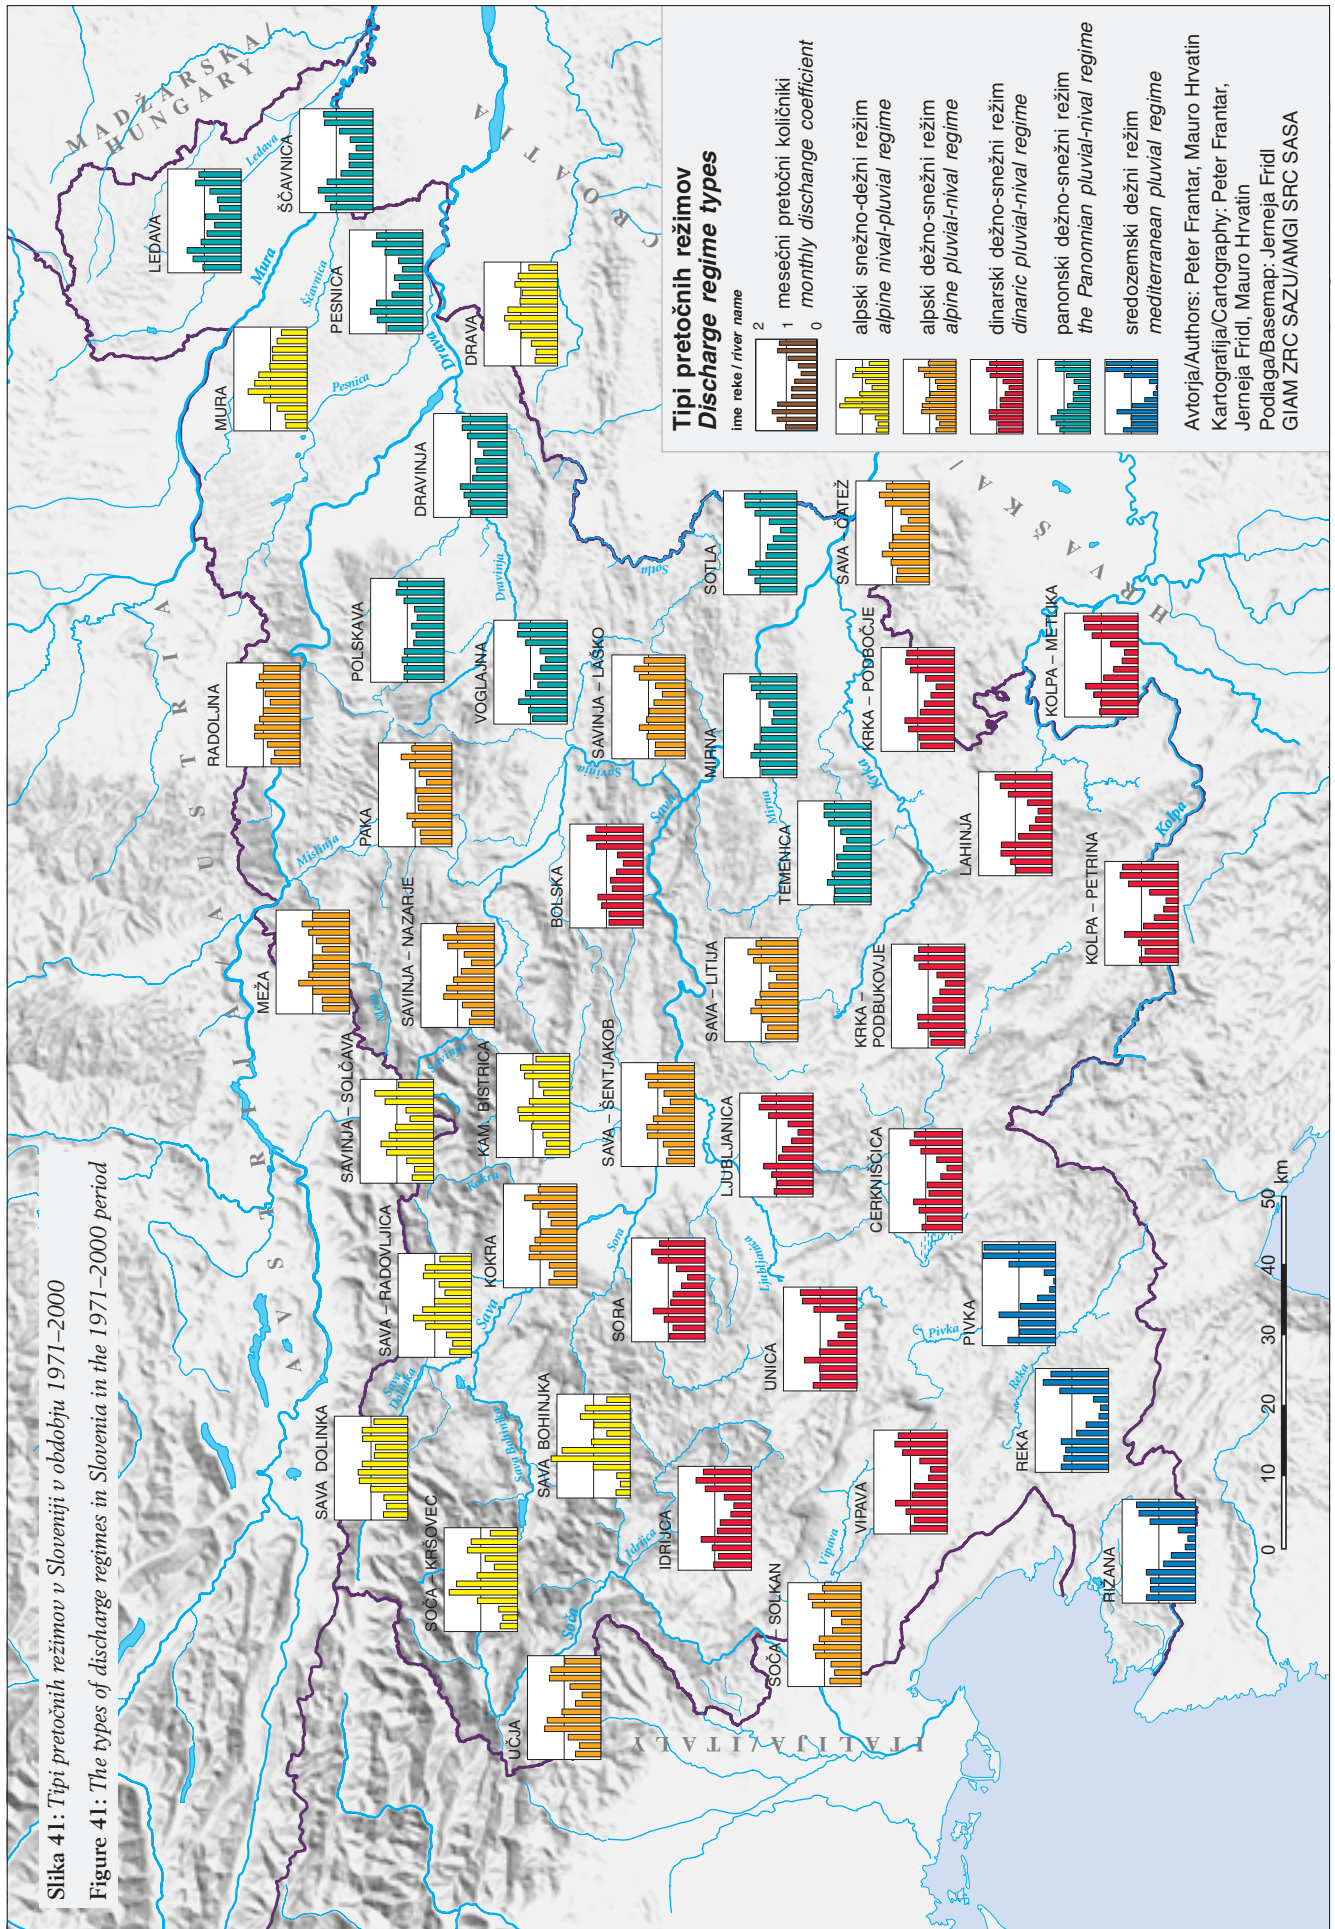 Slika 41: Tipi pretočnih režimov v Sloveniji v obdobju 1971–2000
Figure 41: The types of discharge regimes in Slovenia in the 1971–2000 period
MADŽARSKA/
HUNGARY
AVSTRIJA/AUSTRIA
ITALIJA/ITALY
HRVAŠKA/
CROATIA
LEDAVA
Ledava
ŠČAVNICA
Ščavnica
Mura
MURA
PESNICA
Pesnica
Drava
DRAVA
DRAVINJA
Dravinja
RADOLJNA
POLSKAVA
VOGLAJNA
PAKA
Mislinja
MEŽA
Meža
SAVINJA – NAZARJE
SAVINJA – LAŠKO
Savinja
SAVINJA – SOLČAVA
Savinja
KAM. BISTRICA
BOLSKA
SOTLA
Sotla
SAVA – ČATEŽ
MIRNA
Mirna
KRKA – PODBOČJE
Krka
KOLPA – METLIKA
TEMENICA
LAHINJA
KOLPA – PETRINA
Kolpa
Sava
SAVA – LITIJA
KRKA –
PODBUKOVJE
SAVA – ŠENTJAKOB
LJUBLJANICA
Ljubljanica
CERKNIŠČICA
SAVA – RADOVLJICA
KOKRA
Kokra
Sava
SORA
Sora
UNICA
PIVKA
Pivka
SAVA DOLINKA
Sava
Dolinka
SAVA BOHINJKA
Sava Bohinjka
SOČA – KRŠOVEC
IDRIJCA
Idrijca
VIPAVA
Vipava
REKA
Reka
UČJA
Soča
SOČA – SOLKAN
RIŽANA
0 10 20 30 40 50 km
Tipi pretočnih režimov
Discharge regime types
ime reke / river name
2
1
0
mesečni pretočni količniki
monthly discharge coefficient
alpski snežno-dežni režim
alpine nival-pluvial regime
alpski dežno-snežni režim
alpine pluvial-nival regime
dinarski dežno-snežni režim
dinaric pluvial-nival regime
panonski dežno-snežni režim
the Panonnian pluvial-nival regime
sredozemski dežni režim
mediterranean pluvial regime
Avtorja/Authors: Peter Frantar, Mauro Hrvatin
Kartografija/Cartography: Peter Frantar,
Jerneja Fridl, Mauro Hrvatin
Podlaga/Basemap: Jerneja Fridl
GIAM ZRC SAZU/AMGI SRC SASA